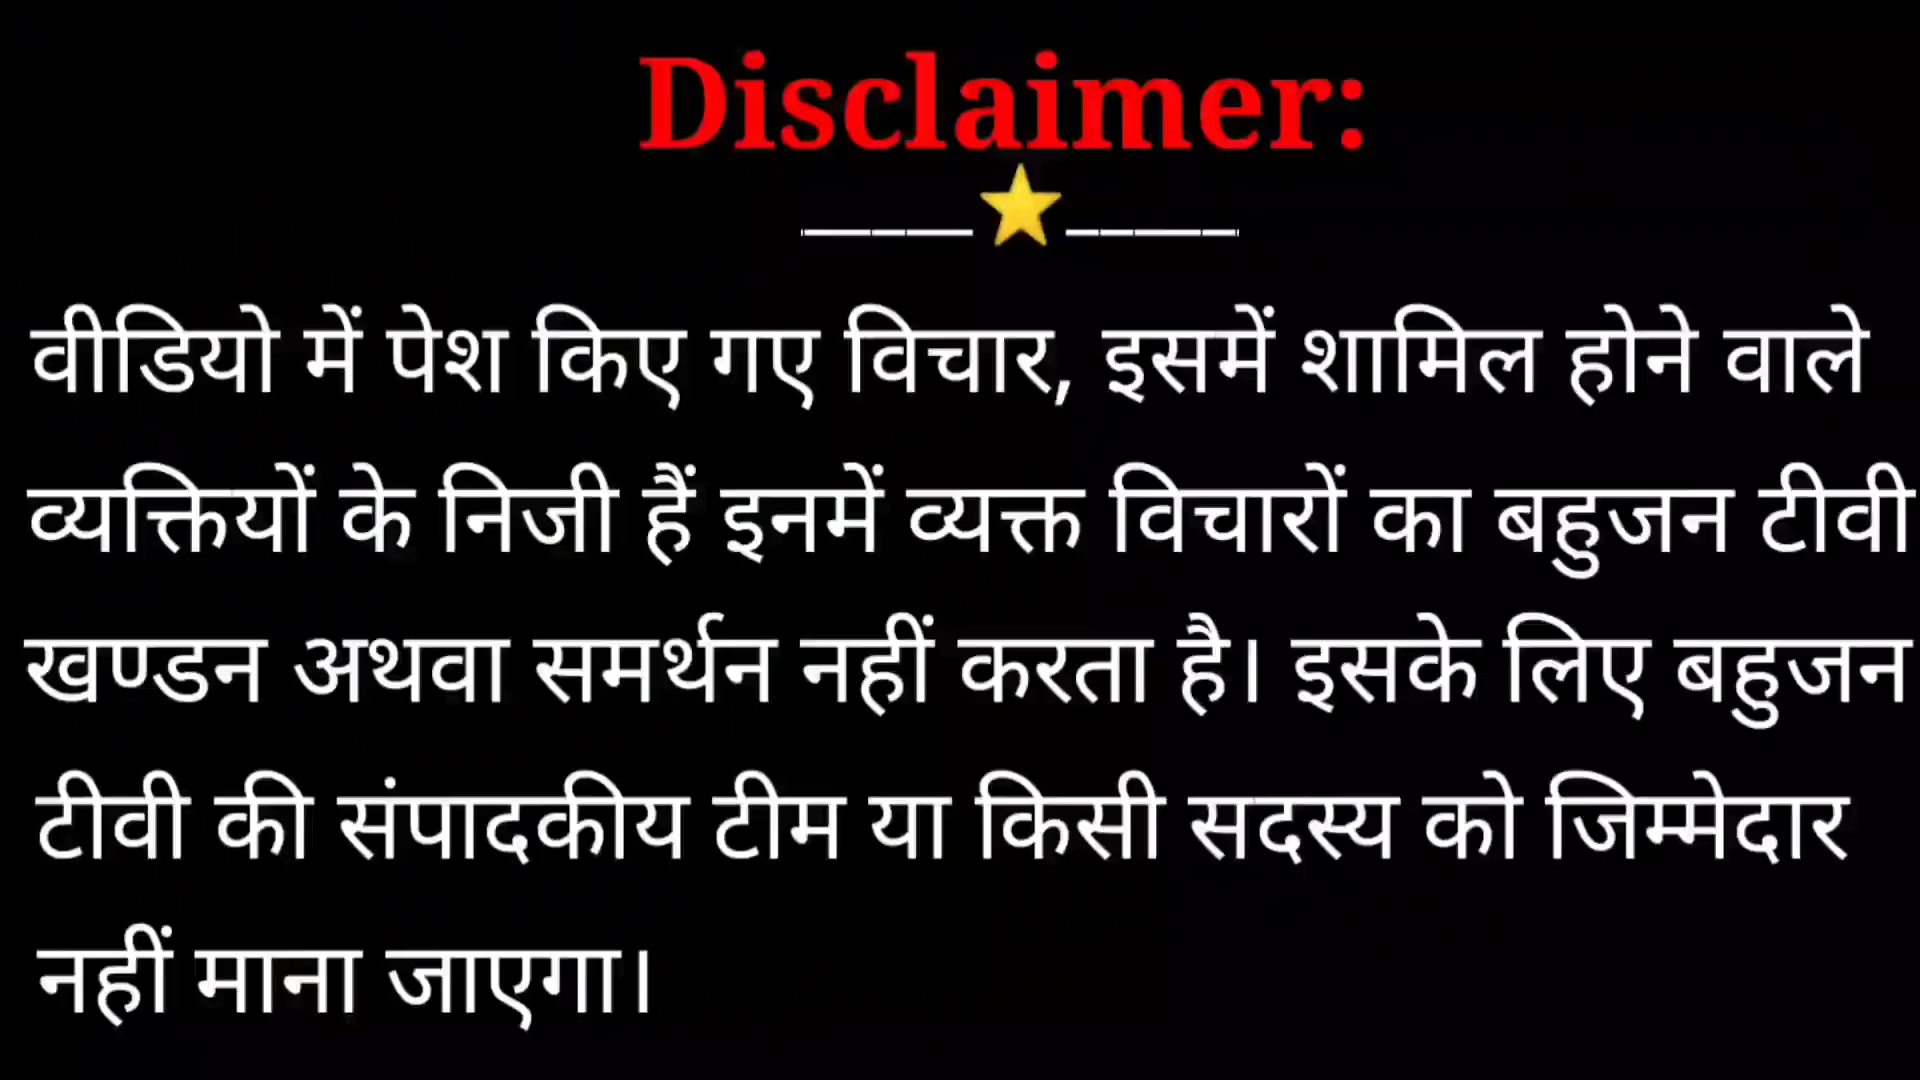 Disclaimer:
वीडियो में पेश किए गए विचार, इसमें शामिल होने वाले
व्यक्तियों के निजी हैं इनमें व्यक्त विचारों का बहुजन टीवी
खण्डन अथवा समर्थन नहीं करता है। इसके लिए बहुजन
टीवी की संपादकीय टीम या किसी सदस्य को जिम्मेदार
नहीं माना जाएगा।